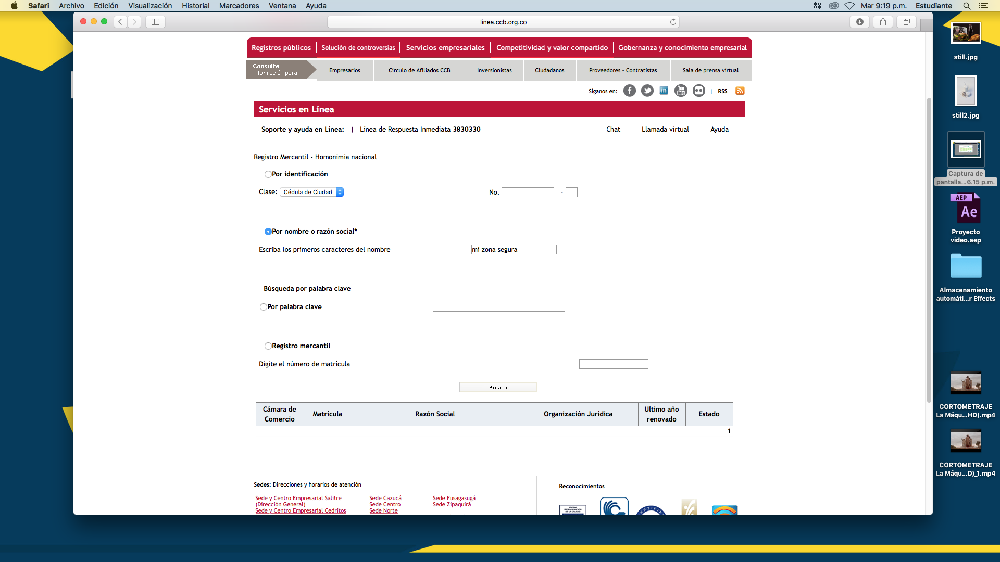 Safari Archivo Edición Visualización Historial Marcadores Ventana Ayuda Mar 9:19 p.m. Estudiante
linea.ccb.org.co
Registros públicos Solución de controversias Servicios empresariales Competitividad y valor compartido Gobernanza y conocimiento empresarial
Consulte
información para:
Empresarios Círculo de Afiliados CCB Inversionistas Ciudadanos Proveedores - Contratistas Sala de prensa virtual
Síganos en: | RSS
Servicios en Línea
Soporte y ayuda en Línea: | Línea de Respuesta Inmediata 3830330 Chat Llamada virtual Ayuda
Registro Mercantil - Homonimia nacional
Por identificación
Clase: Cédula de Ciudad No. -
Por nombre o razón social*
Escriba los primeros caracteres del nombre mi zona segura
Búsqueda por palabra clave
Por palabra clave
Registro mercantil
Digite el número de matrícula
Buscar
Cámara de
Comercio
Matrícula
Razón Social
Organización Jurídica
Ultimo año
renovado
Estado
1
Sedes: Direcciones y horarios de atención
Sede y Centro Empresarial Salitre
(Dirección General)
Sede y Centro Empresarial Cedritos
Sede Cazucá
Sede Centro
Sede Norte
Sede Fusagasugá
Sede Zipaquirá
Reconocimientos
still.jpg
still2.jpg
Captura de
pantalla...6.15 p.m.
AEP
Ae
Proyecto
video.aep
Almacenamiento
automáti...r Effects
CORTOMETRAJE
La Máqu...HD).mp4
CORTOMETRAJE
La Máqu...D)_1.mp4